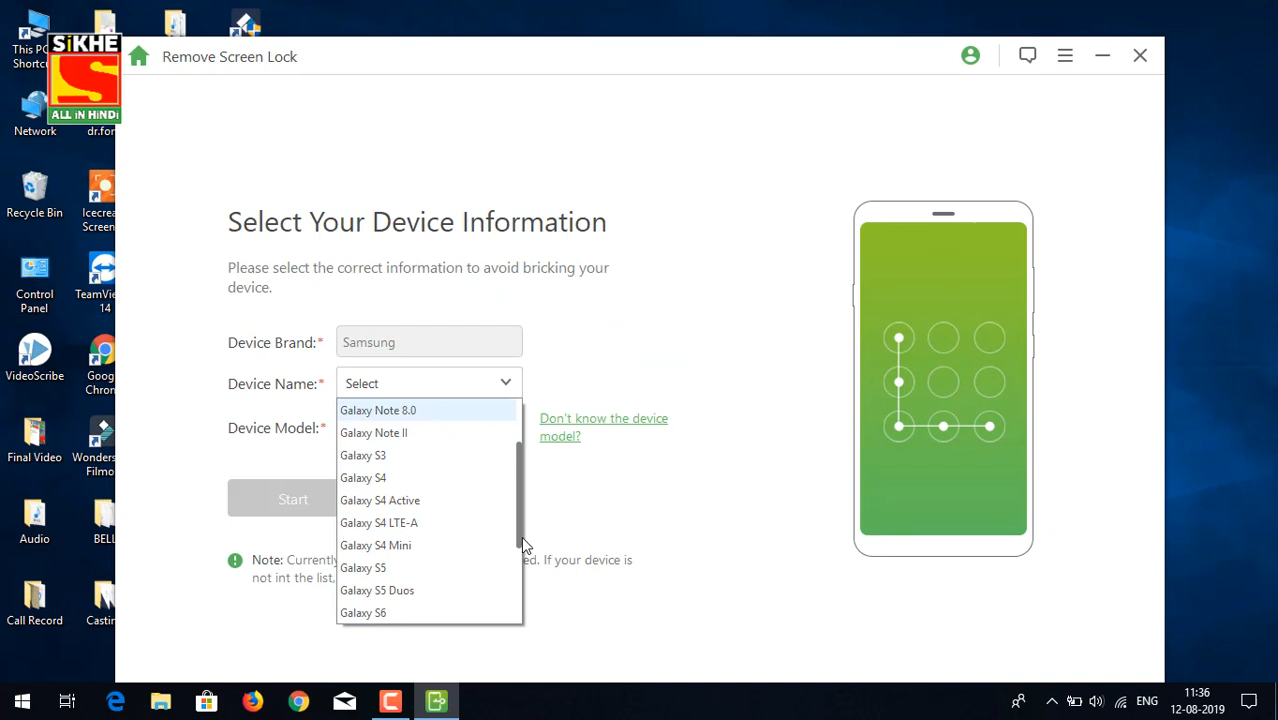 This PC
Shortcu
SiKHE
S
ALL iN HiNDi
Remove Screen Lock
Network
dr.for
Recycle Bin
Icecrea
Screen
Control
Panel
TeamVie
14
VideoScribe
Goog
Chron
Final Video
Wonders
Filmo
Audio
BELL
Call Record
Castin
Select Your Device Information
Please select the correct information to avoid bricking your
device.
Device Brand:*
Samsung
Device Name:*
Select
Device Model:*
Galaxy Note 8.0
Galaxy Note II
Galaxy S3
Galaxy S4
Galaxy S4 Active
Galaxy S4 LTE-A
Galaxy S4 Mini
Galaxy S5
Galaxy S5 Duos
Galaxy S6
Don't know the device
model?
Start
Note: Currently
ed. If your device is
not int the list,
ENG
11:36
12-08-2019